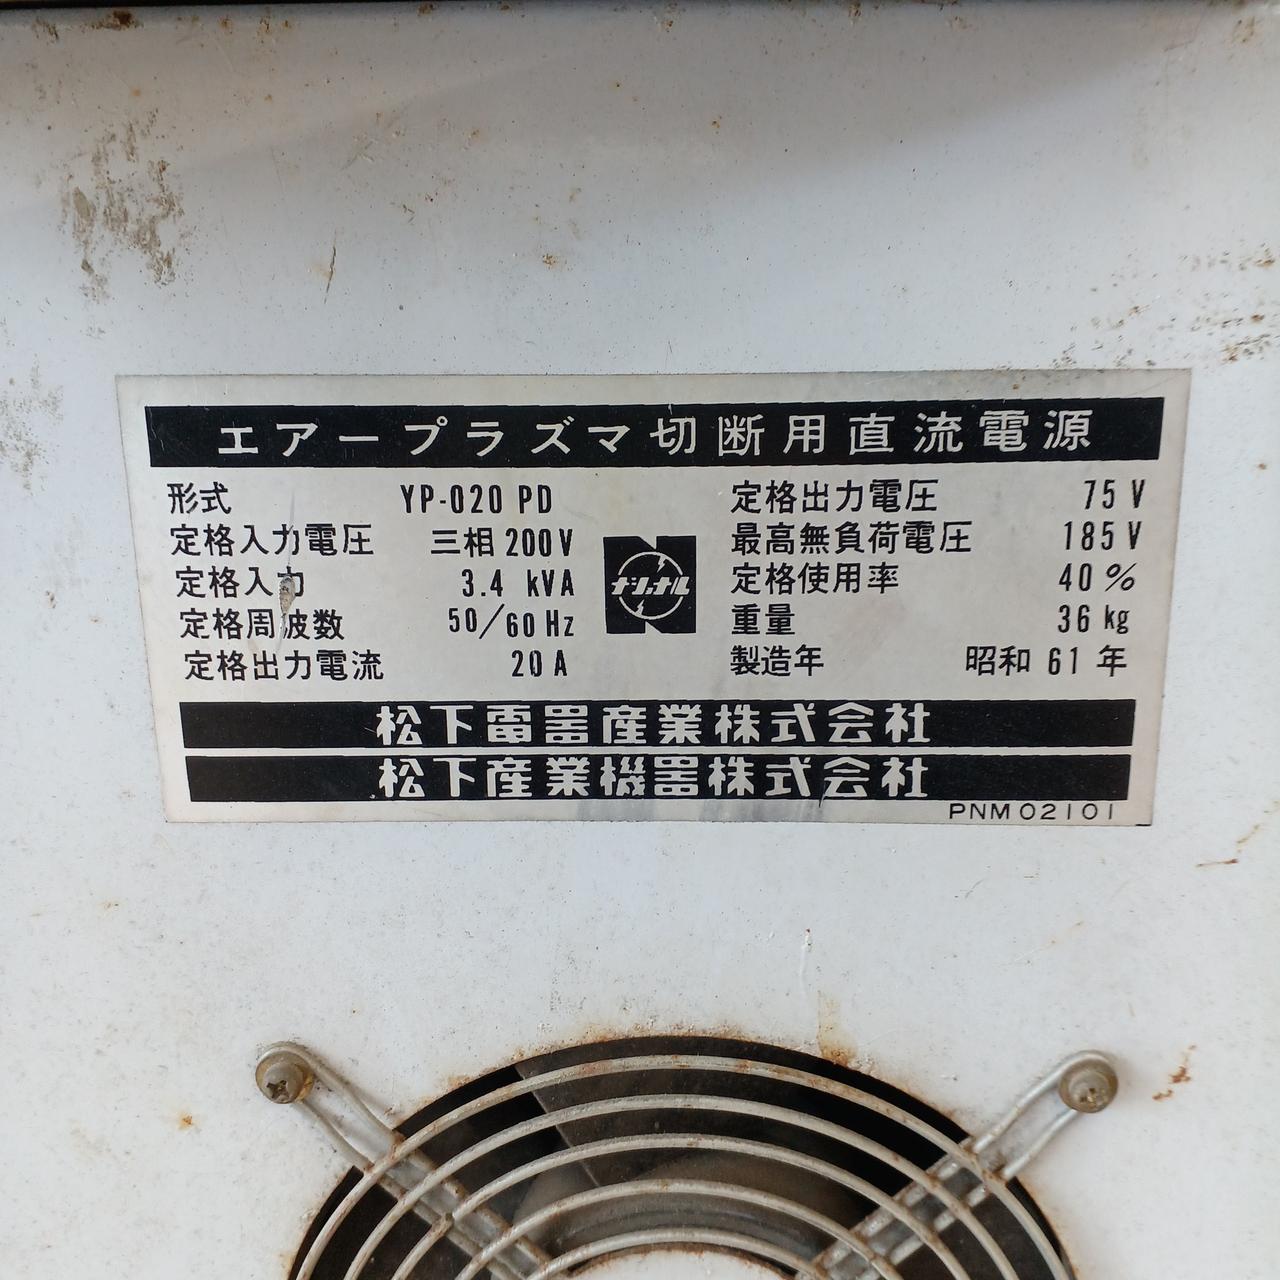 エアープラズマ切断用直流電源
形式 YP-020 PD
定格入力電圧 三相 200V
定格入力 3.4 kVA
定格周波数 50/60 Hz
定格出力電流 20 A
ナショナル
定格出力電圧 75 V
最高無負荷電圧 185 V
定格使用率 40 %
重量 36 kg
製造年 昭和 61 年
松下電器産業株式会社
松下産業機器株式会社
PNM02101